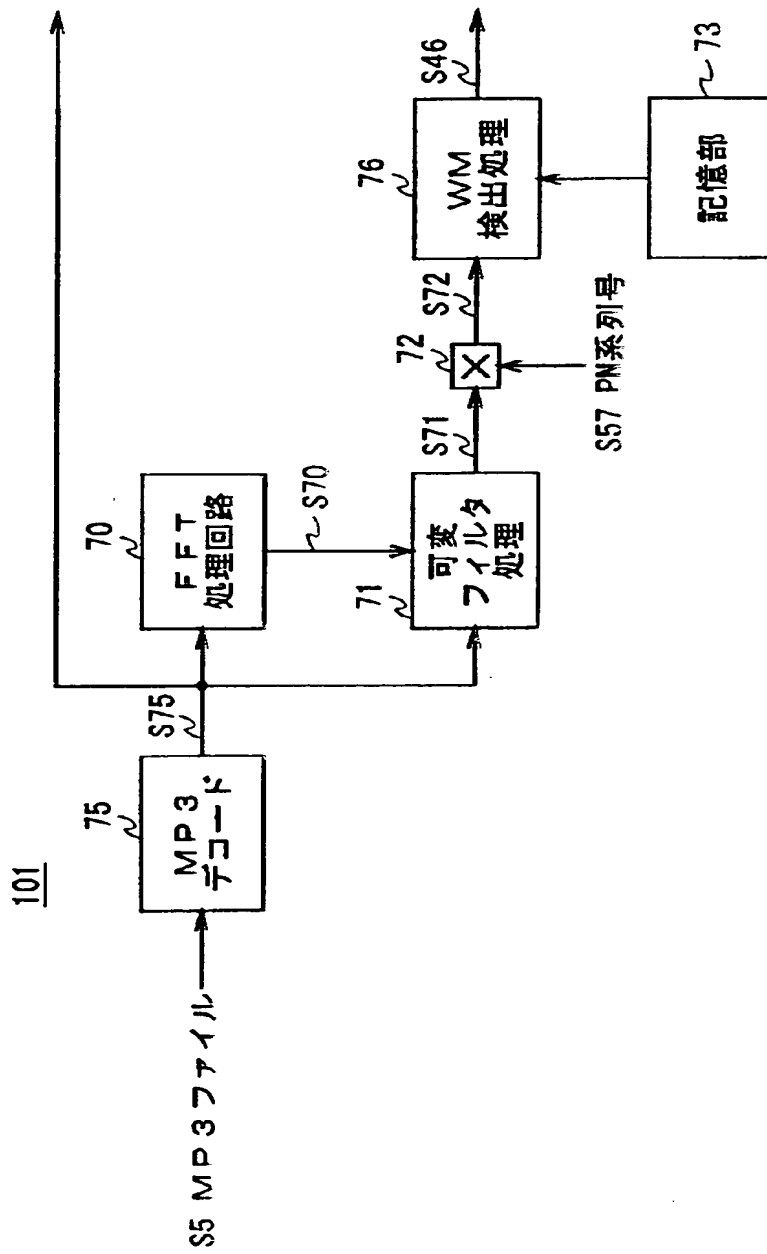 101
S5 MP3ファイル
75
MP3
デコード
S75
70
FFT
処理回路
S70
71
可変
フィルタ
処理
S71
72
X
S57 PN系列号
S72
76
WM
検出処理
S46
73
記憶部